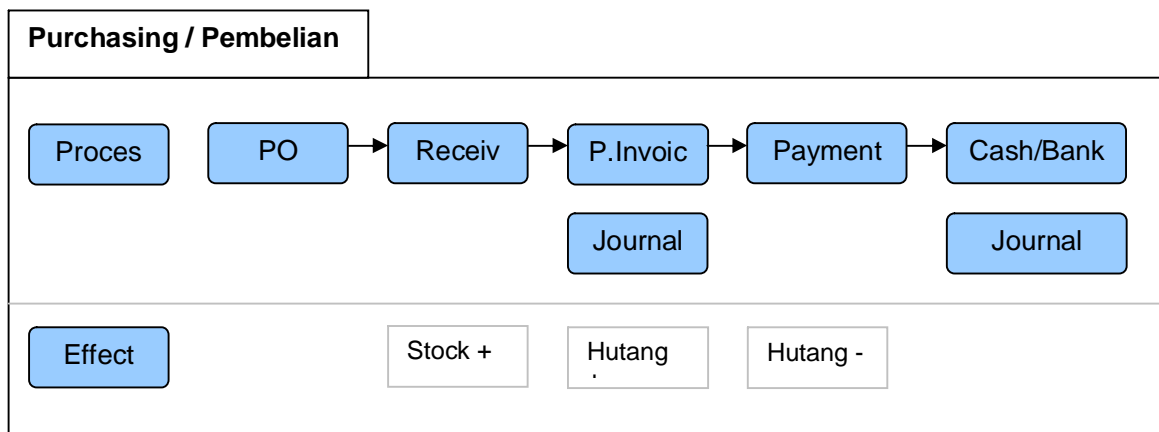 Purchasing / Pembelian
Proces
PO
Receiv
P.Invoic
Payment
Cash/Bank
Journal
Journal
Effect
Stock +
Hutang
Hutang -